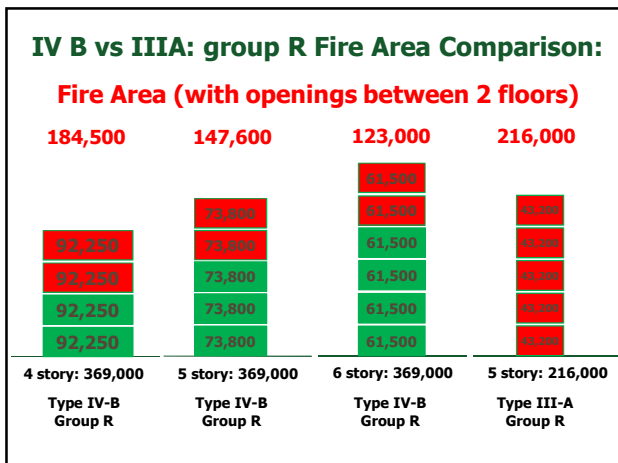 IV B vs IIIA: group R Fire Area Comparison:
Fire Area (with openings between 2 floors)
184,500
147,600
123,000
216,000
92,250
92,250
92,250
92,250
73,800
73,800
73,800
73,800
73,800
61,500
61,500
61,500
61,500
61,500
61,500
43,200
43,200
43,200
43,200
43,200
4 story: 369,000
5 story: 369,000
6 story: 369,000
5 story: 216,000
Type IV-B
Group R
Type IV-B
Group R
Type IV-B
Group R
Type III-A
Group R